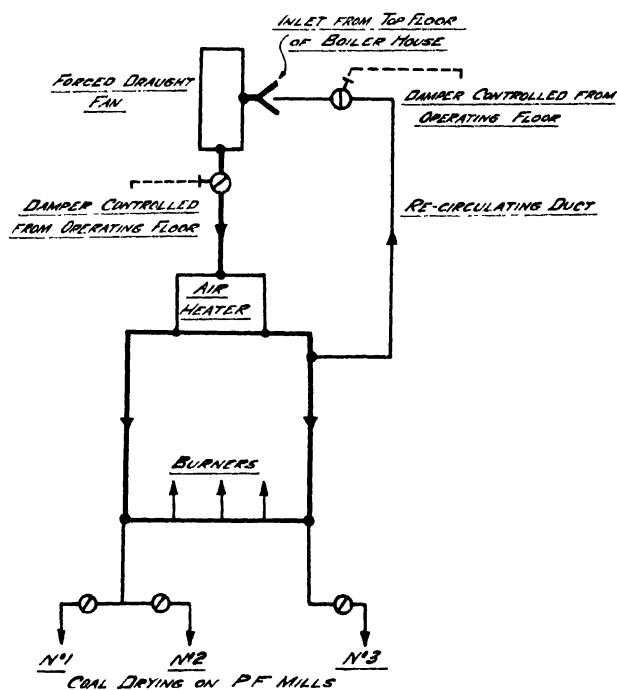 INLET FROM TOP FLOOR
OF BOILER HOUSE
FORCED DRAUGHT
FAN
DAMPER CONTROLLED FROM
OPERATING FLOOR
DAMPER CONTROLLED
FROM OPERATING FLOOR
RE-CIRCULATING DUCT
AIR
HEATER
BURNERS
Nº1
Nº2
Nº3
COAL DRYING ON PF MILLS